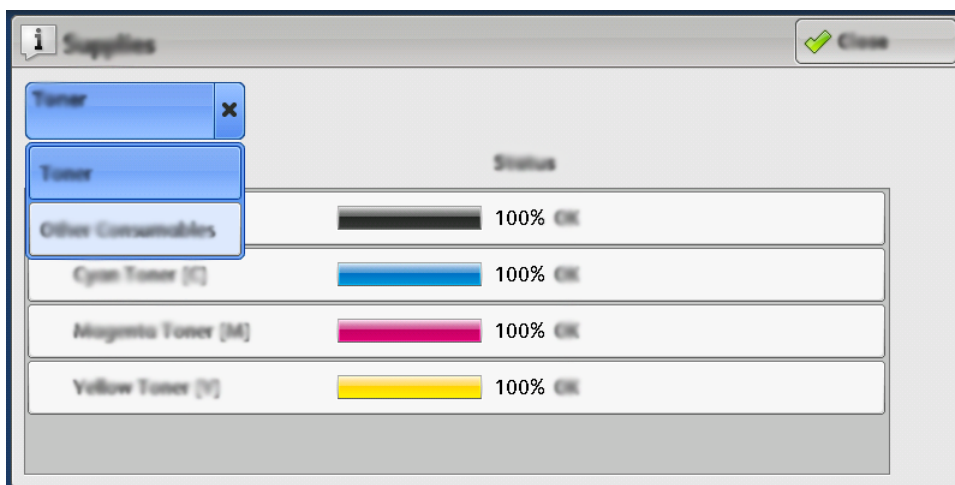 Supplies
Close
Toner
Status
Toner
100% OK
Other Consumables
Cyan Toner [C] 100% OK
Magenta Toner [M] 100% OK
Yellow Toner [Y] 100% OK